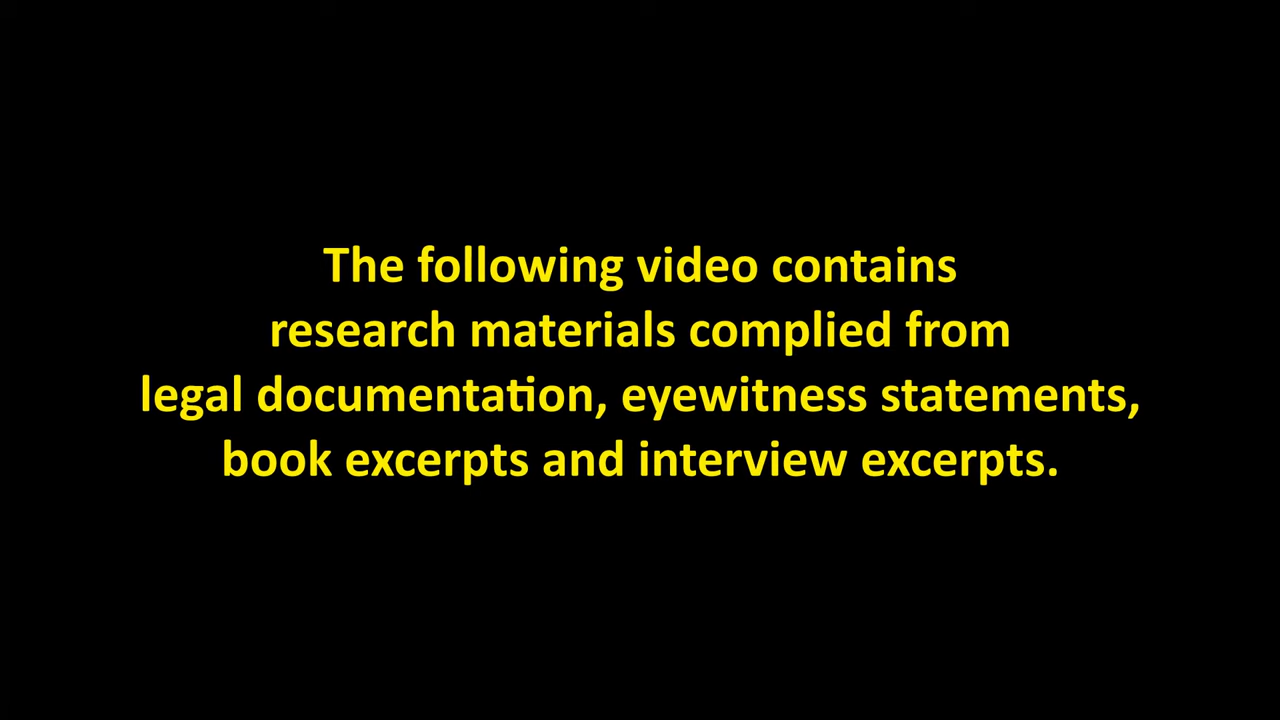 The following video contains
research materials complied from
legal documentation, eyewitness statements,
book excerpts and interview excerpts.